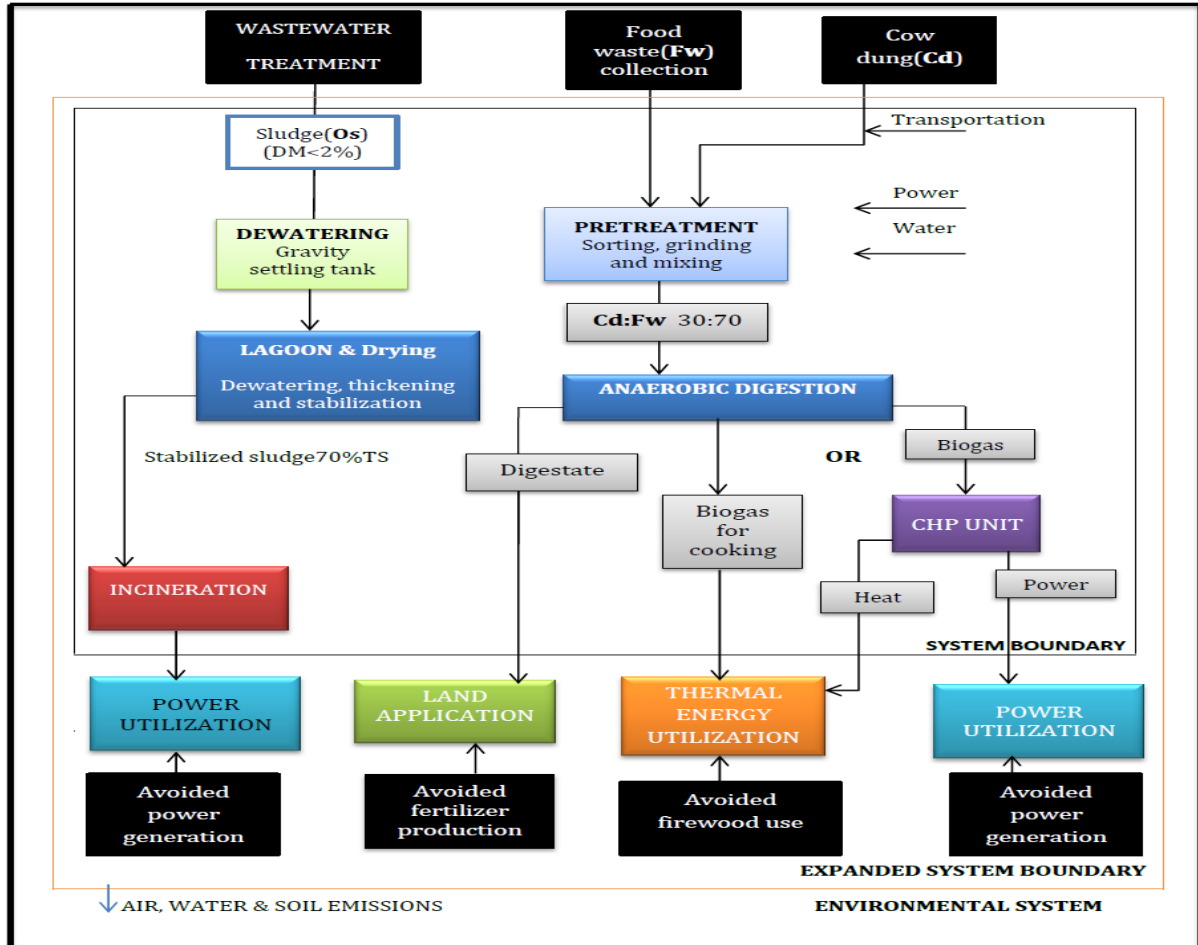 WASTEWATER
TREATMENT
Food
waste(Fw)
collection
Cow
dung(Cd)
Sludge(Os)
(DM<2%)
Transportation
Power
Water
DEWATERING
Gravity
settling tank
PRETREATMENT
Sorting, grinding
and mixing
Cd:Fw 30:70
LAGOON & Drying
Dewatering, thickening
and stabilization
ANAEROBIC DIGESTION
Stabilized sludge70%TS
Digestate
OR
Biogas
Biogas
for
cooking
CHP UNIT
INCINERATION
Heat
Power
SYSTEM BOUNDARY
POWER
UTILIZATION
LAND
APPLICATION
THERMAL
ENERGY
UTILIZATION
POWER
UTILIZATION
Avoided
power
generation
Avoided
fertilizer
production
Avoided
firewood use
Avoided
power
generation
EXPANDED SYSTEM BOUNDARY
AIR, WATER & SOIL EMISSIONS
ENVIRONMENTAL SYSTEM